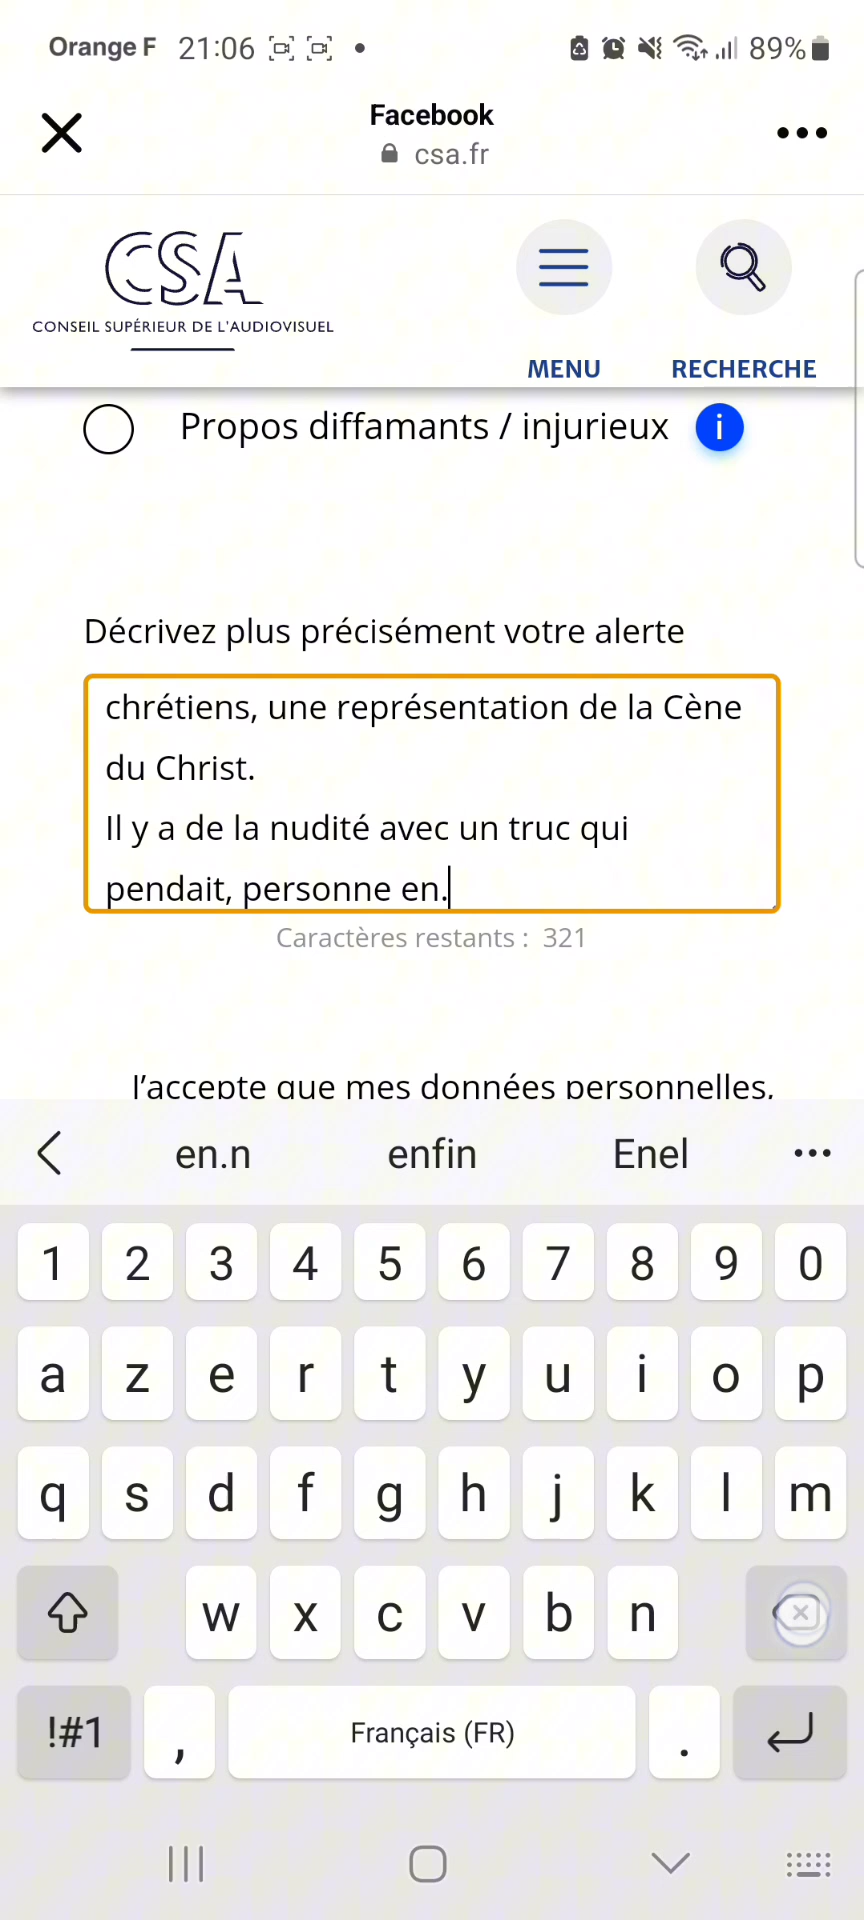 Orange F 21:06 89%
Facebook
csa.fr
CSA
CONSEIL SUPÉRIEUR DE L'AUDIOVISUEL
MENU
RECHERCHE
Propos diffamants / injurieux i
Décrivez plus précisément votre alerte
chrétiens, une représentation de la Cène
du Christ.
Il y a de la nudité avec un truc qui
pendait, personne en.
Caractères restants : 321
J'accepte que mes données personnelles,
en.n enfin Enel
1 2 3 4 5 6 7 8 9 0
a z e r t y u i o p
q s d f g h j k l m
w x c v b n
!#1 , Français (FR) .